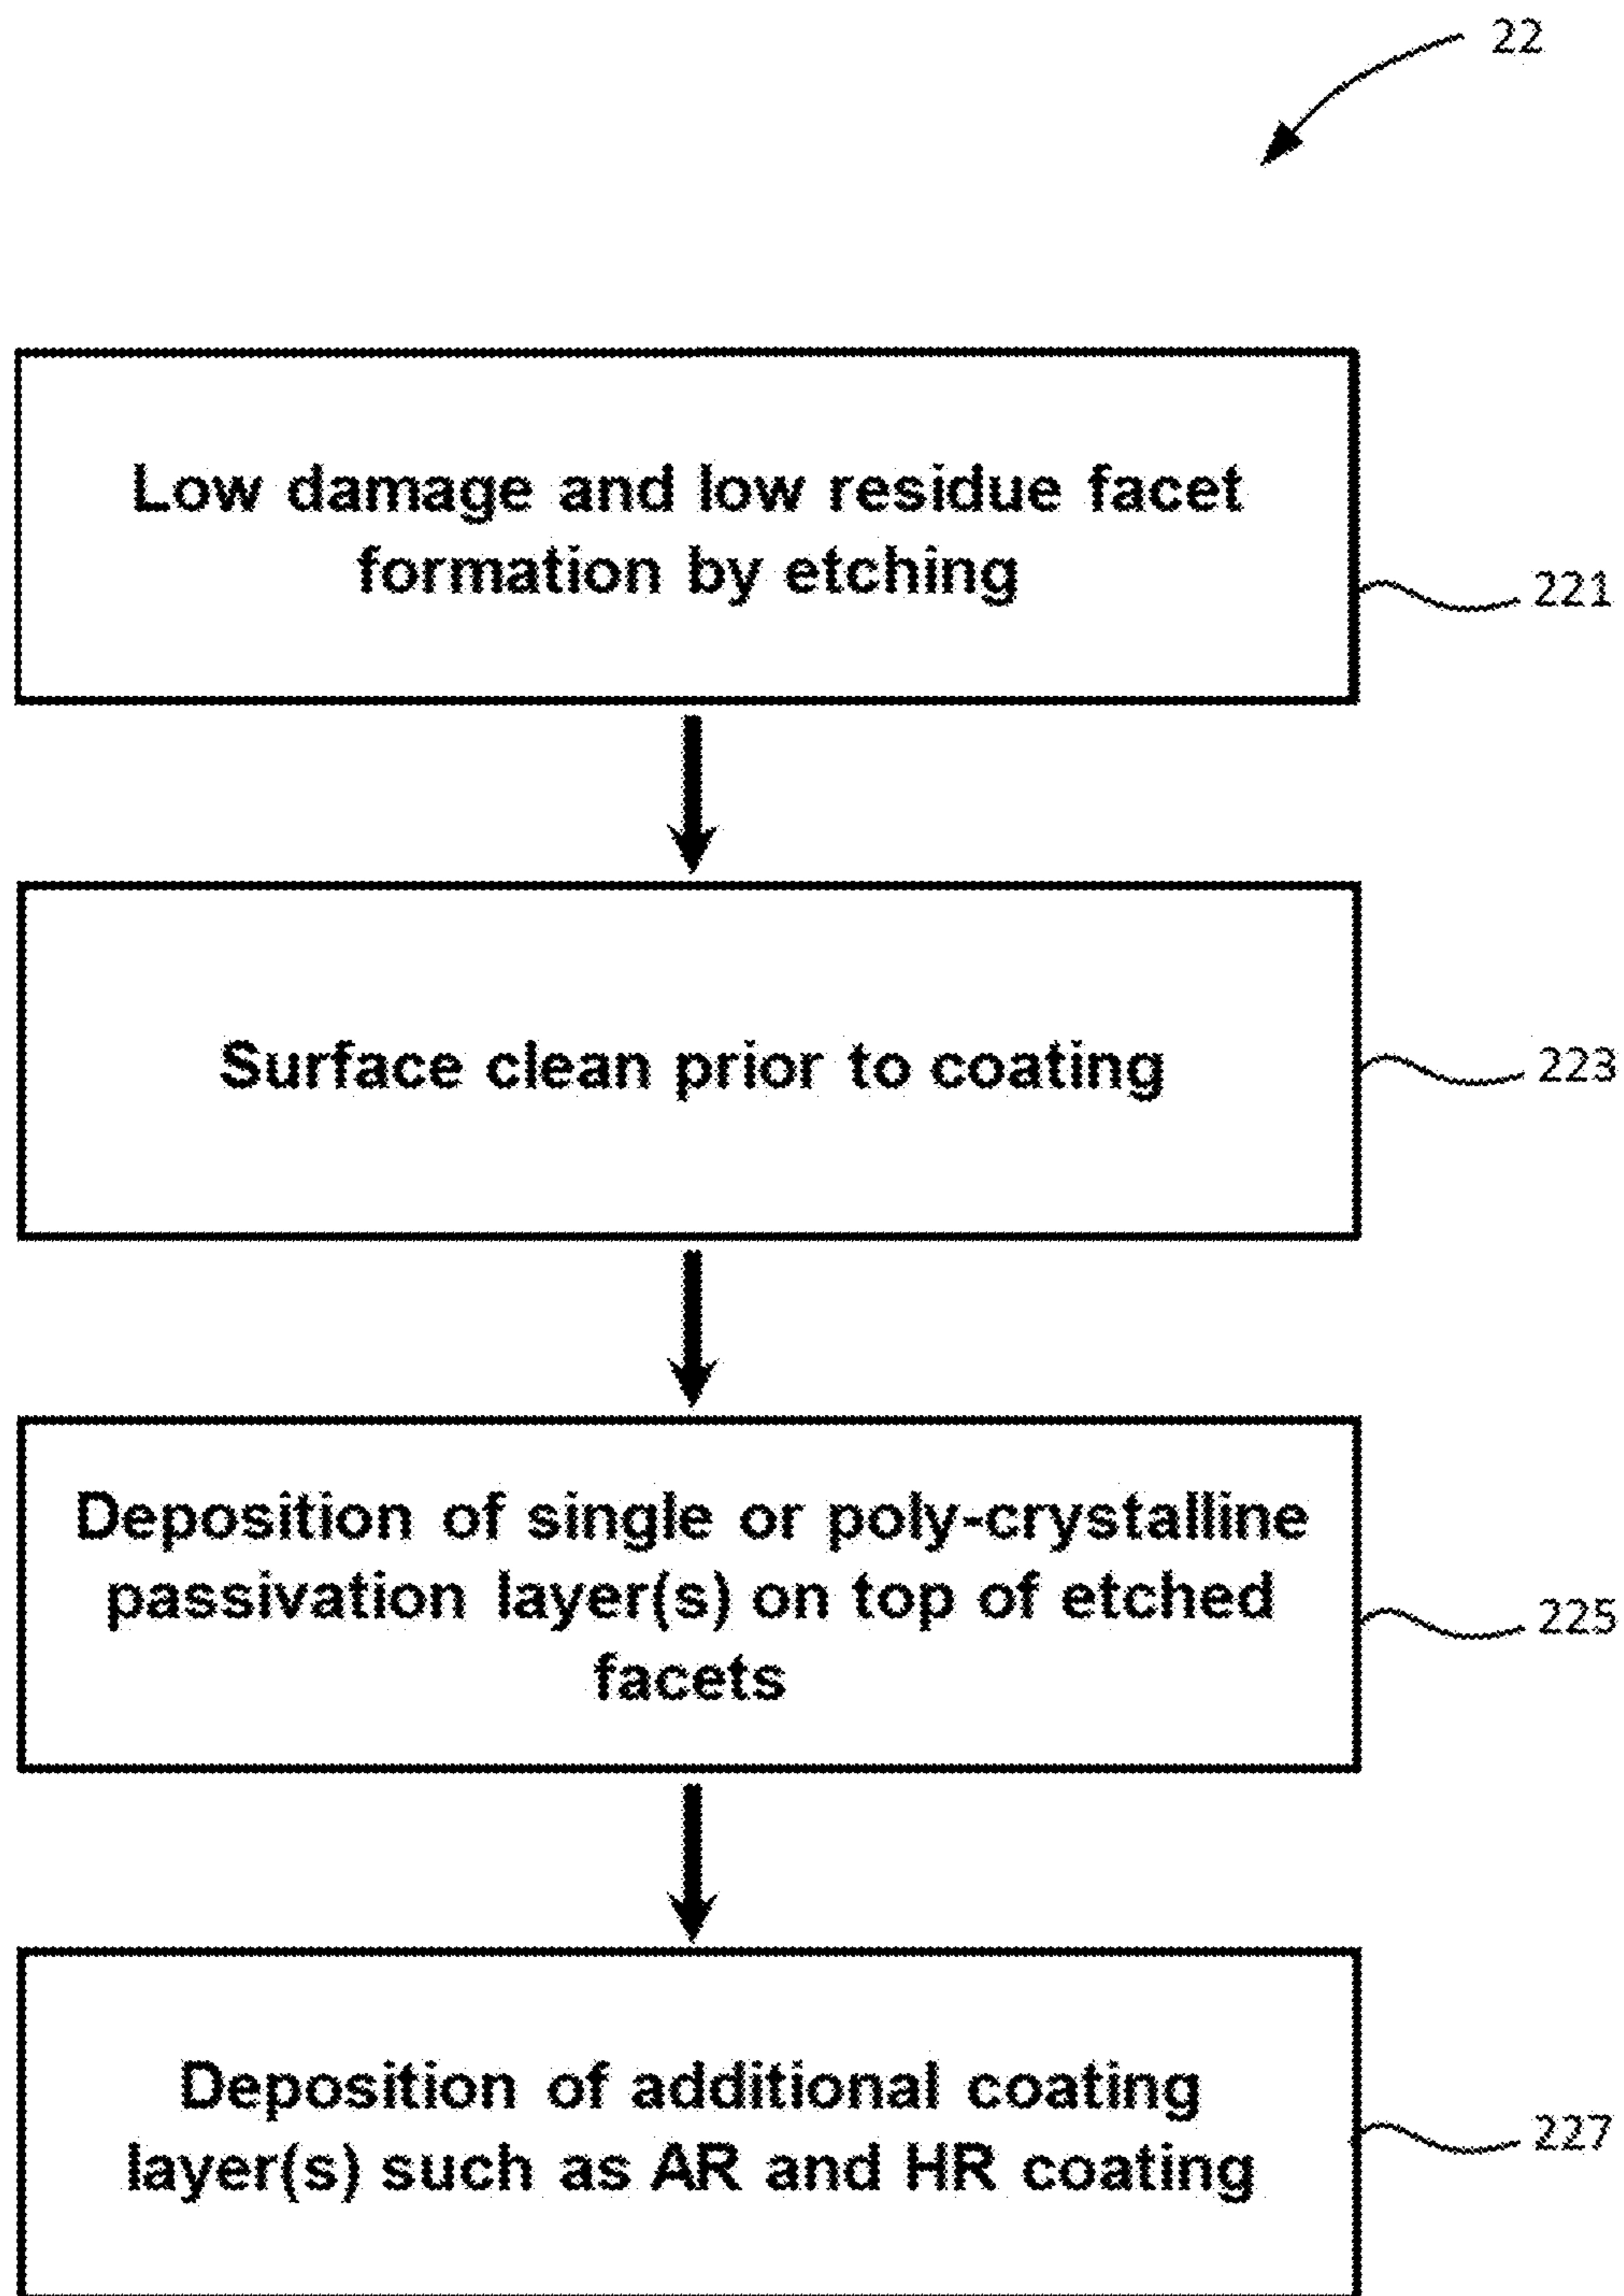 22
Low damage and low residue facet
formation by etching
221
Surface clean prior to coating
223
Deposition of single or poly-crystalline
passivation layer(s) on top of etched
facets
225
Deposition of additional coating
layer(s) such as AR and HR coating
227